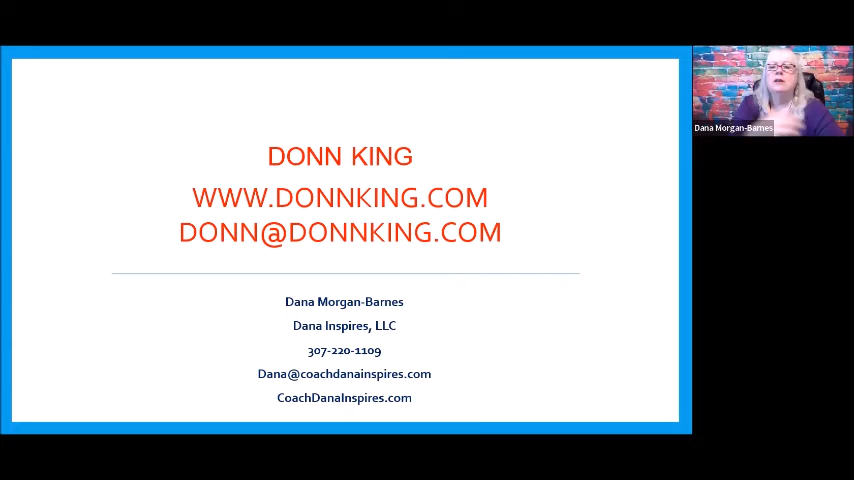 DONN KING
WWW.DONNKING.COM
DONN@DONNKING.COM
Dana Morgan-Barnes
Dana Inspires, LLC
307-220-1109
Dana@coachdanainspires.com
CoachDanaInspires.com
Dana Morgan-Barnes